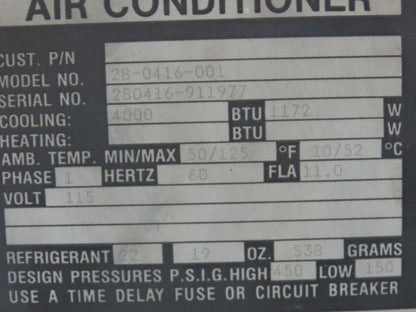 AIR CONDITIONER
CUST. P/N
MODEL NO. 28-0416-001
SERIAL NO. 280416-911977
COOLING: 4000 BTU 1172 W
HEATING: BTU W
AMB. TEMP. MIN/MAX 50/125 °F 10/52 °C
PHASE 1 HERTZ 60 FLA 11.0
VOLT 115
REFRIGERANT 22 19 OZ. 538 GRAMS
DESIGN PRESSURES P.S.I.G. HIGH 450 LOW 150
USE A TIME DELAY FUSE OR CIRCUIT BREAKER